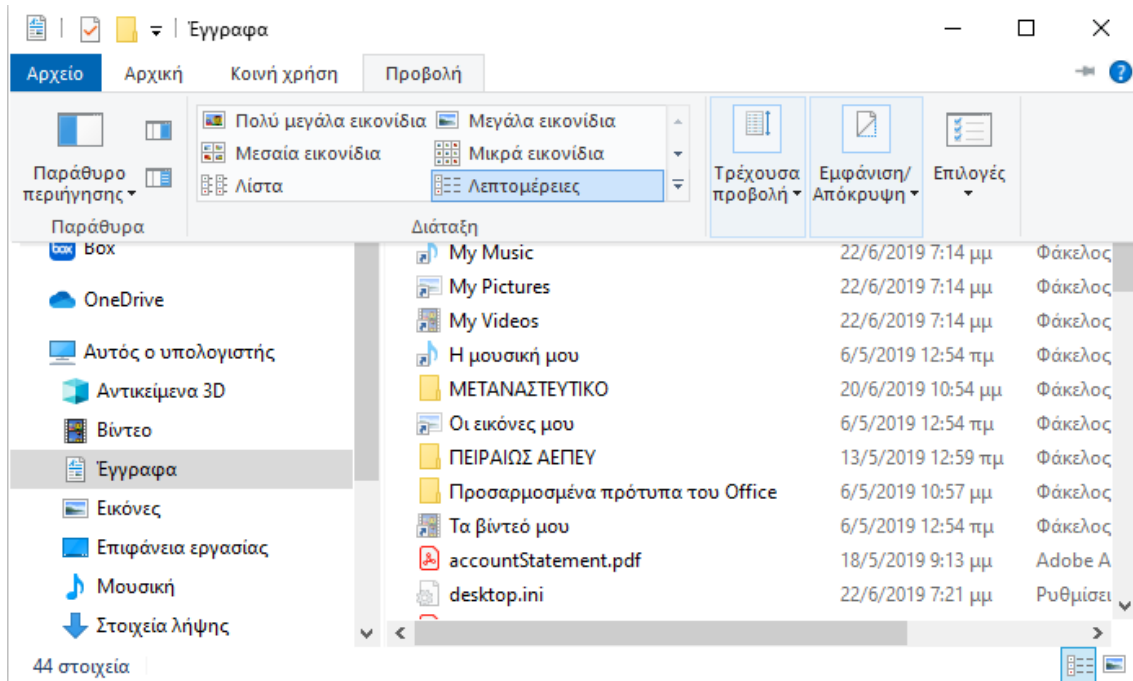 Έγγραφα
Αρχείο Αρχική Κοινή χρήση Προβολή
Παράθυρο περιήγησης
Πολύ μεγάλα εικονίδια Μεγάλα εικονίδια
Μεσαία εικονίδια Μικρά εικονίδια
Λίστα Λεπτομέρειες
Τρέχουσα προβολή
Εμφάνιση/ Απόκρυψη
Επιλογές
Παράθυρα Διάταξη
box Box
OneDrive
Αυτός ο υπολογιστής
Αντικείμενα 3D
Βίντεο
Έγγραφα
Εικόνες
Επιφάνεια εργασίας
Μουσική
Στοιχεία λήψης
My Music 22/6/2019 7:14 μμ Φάκελος
My Pictures 22/6/2019 7:14 μμ Φάκελος
My Videos 22/6/2019 7:14 μμ Φάκελος
Η μουσική μου 6/5/2019 12:54 πμ Φάκελος
ΜΕΤΑΝΑΣΤΕΥΤΙΚΟ 20/6/2019 10:54 μμ Φάκελος
Οι εικόνες μου 6/5/2019 12:54 πμ Φάκελος
ΠΕΙΡΑΙΩΣ ΑΕΠΕΥ 13/5/2019 12:59 πμ Φάκελος
Προσαρμοσμένα πρότυπα του Office 6/5/2019 10:57 μμ Φάκελος
Τα βίντεό μου 6/5/2019 12:54 πμ Φάκελος
accountStatement.pdf 18/5/2019 9:13 μμ Adobe A
desktop.ini 22/6/2019 7:21 μμ Ρυθμίσει
44 στοιχεία